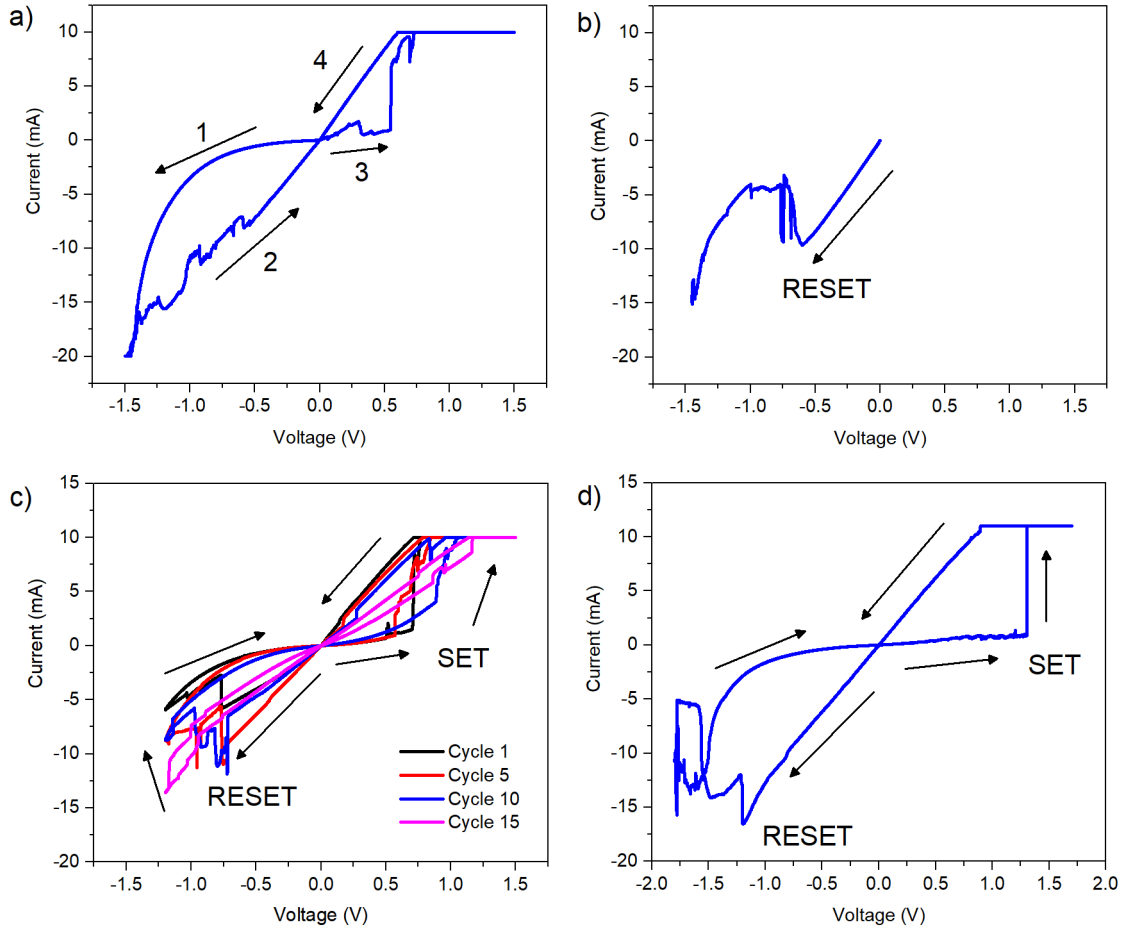 a)
10
5
0
-5
-10
-15
-20
Current (mA)
1
2
3
4
-1.5 -1.0 -0.5 0.0 0.5 1.0 1.5
Voltage (V)
b)
10
5
0
-5
-10
-15
-20
Current (mA)
RESET
-1.5 -1.0 -0.5 0.0 0.5 1.0 1.5
Voltage (V)
c)
15
10
5
0
-5
-10
-15
-20
Current (mA)
SET
RESET
Cycle 1
Cycle 5
Cycle 10
Cycle 15
-1.5 -1.0 -0.5 0.0 0.5 1.0 1.5
Voltage (V)
d)
15
10
5
0
-5
-10
-15
-20
Current (mA)
SET
RESET
-2.0 -1.5 -1.0 -0.5 0.0 0.5 1.0 1.5 2.0
Voltage (V)